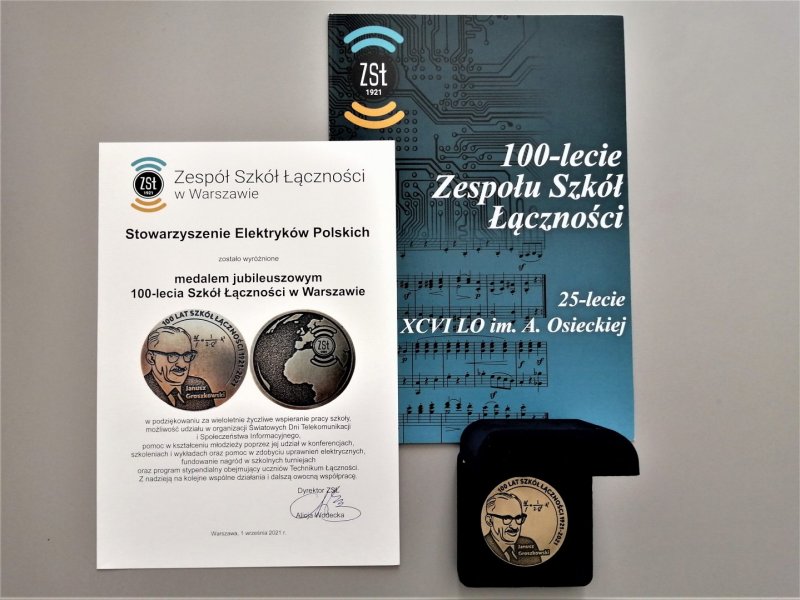 ZSŁ
1921
100-lecie
Zespołu Szkół
Łączności
25-lecie
XCVI LO im. A. Osieckiej
ZSŁ
1921
Zespół Szkół Łączności
w Warszawie
Stowarzyszenie Elektryków Polskich
zostało wyróżnione
medalem jubileuszowym
100-lecia Szkół Łączności w Warszawie
100 LAT SZKÓŁ ŁĄCZNOŚCI 1921-2021
Janusz
Groszkowski
ZSŁ
w podziękowaniu za wieloletnie życzliwe wspieranie pracy szkoły,
możliwość udziału w organizacji Światowych Dni Telekomunikacji
i Społeczeństwa Informacyjnego,
pomoc w kształceniu młodzieży poprzez jej udział w konferencjach,
szkoleniach i wykładach oraz pomoc w zdobyciu uprawnień elektrycznych,
fundowanie nagród w szkolnych turniejach
oraz program stypendialny obejmujący uczniów Technikum Łączności.
Z nadzieją na kolejne wspólne działania i dalszą owocną współpracę.
Dyrektor ZSŁ
Alicja Wodecka
Warszawa, 1 września 2021 r.
100 LAT SZKÓŁ ŁĄCZNOŚCI 1921-2021
Janusz
Groszkowski